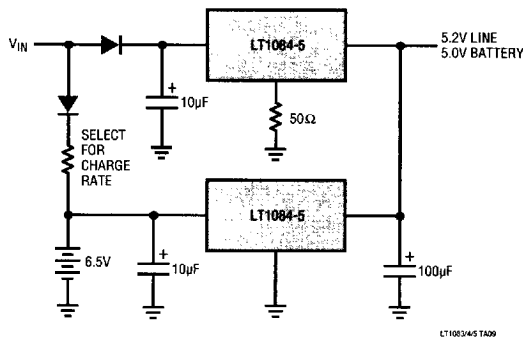 VIN
LT1084-5
5.2V LINE
5.0V BATTERY
+
10µF
50Ω
SELECT
FOR
CHARGE
RATE
LT1084-5
6.5V
+
10µF
+
100µF
LT1083/4/5 TA09